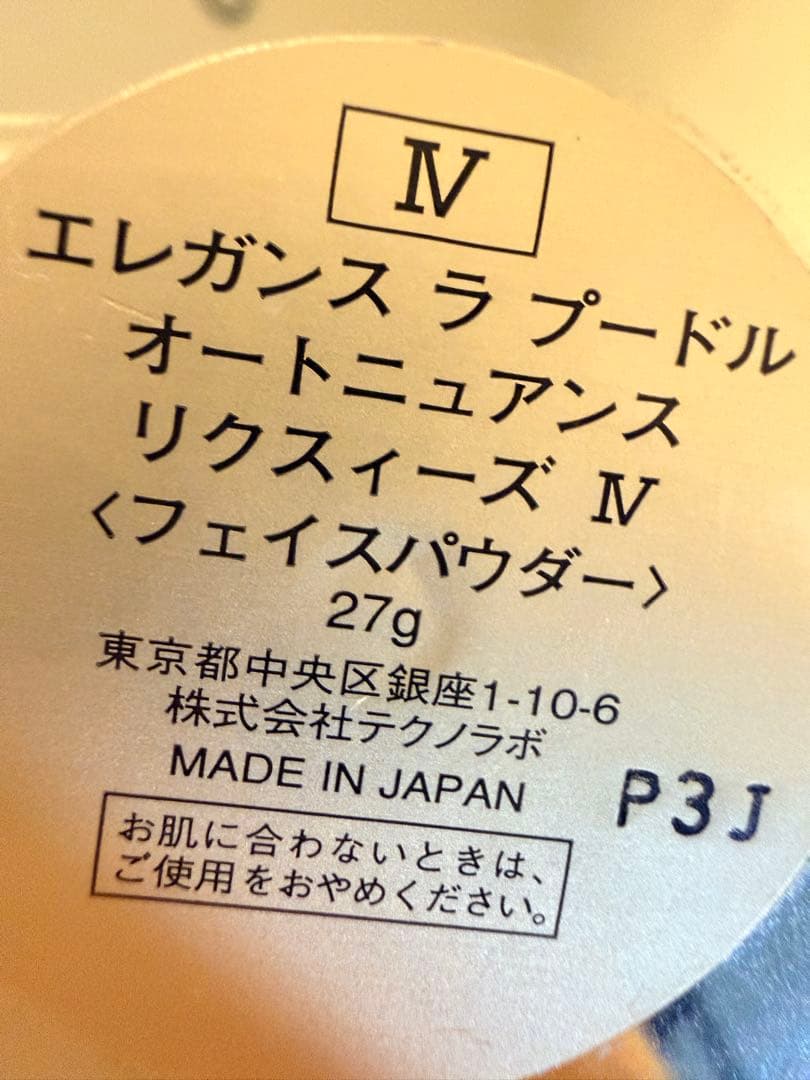 Ⅳ
エレガンス ラ プードル
オートニュアンス
リクスィーズ Ⅳ
〈フェイスパウダー〉
27g
東京都中央区銀座1-10-6
株式会社テクノラボ
MADE IN JAPAN
P3J
お肌に合わないときは、
ご使用をおやめください。